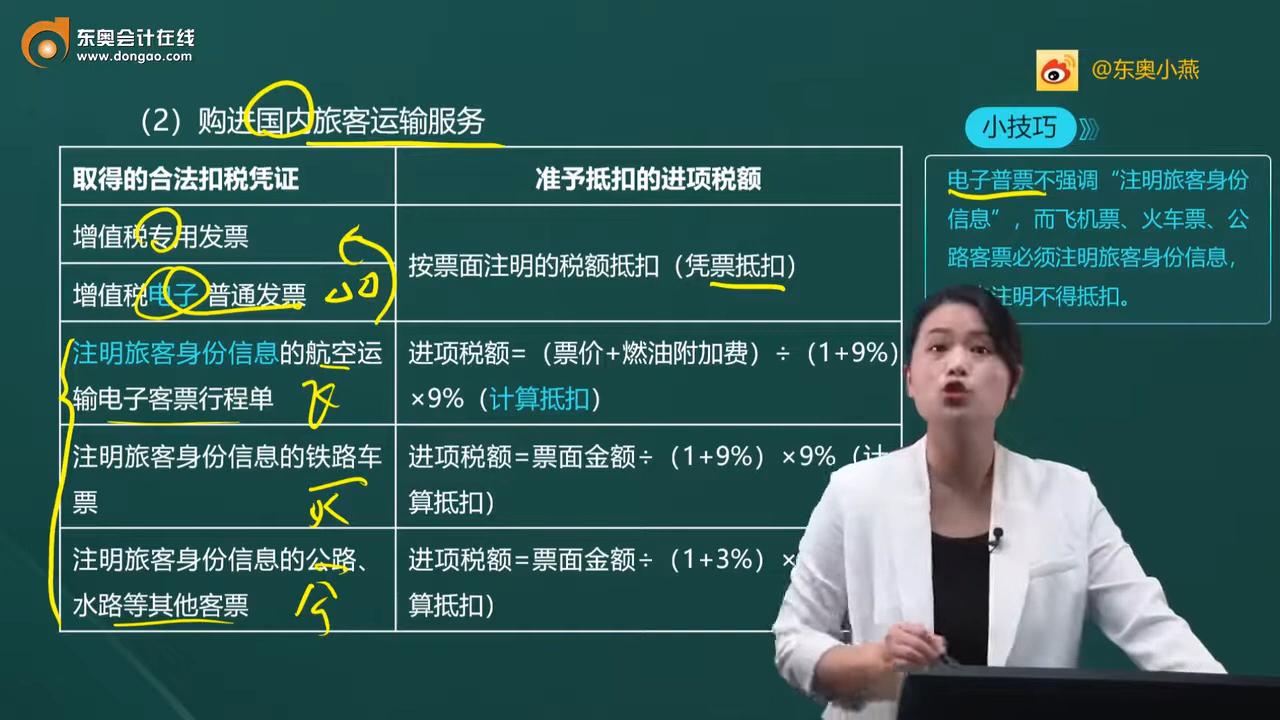 东奥会计在线
www.dongao.com
@东奥小燕
(2)购进国内旅客运输服务
小技巧
取得的合法扣税凭证
准予抵扣的进项税额
电子普票不强调“注明旅客身份
信息”，而飞机票、火车票、公
路客票必须注明旅客身份信息，
注明不得抵扣。
增值税专用发票
增值税电子普通发票
按票面注明的税额抵扣（凭票抵扣）
注明旅客身份信息的航空运
输电子客票行程单
进项税额=（票价+燃油附加费）÷（1+9%）
×9%（计算抵扣）
注明旅客身份信息的铁路车
票
进项税额=票面金额÷（1+9%）×9%（计
算抵扣）
注明旅客身份信息的公路、
水路等其他客票
进项税额=票面金额÷（1+3%）×
算抵扣）